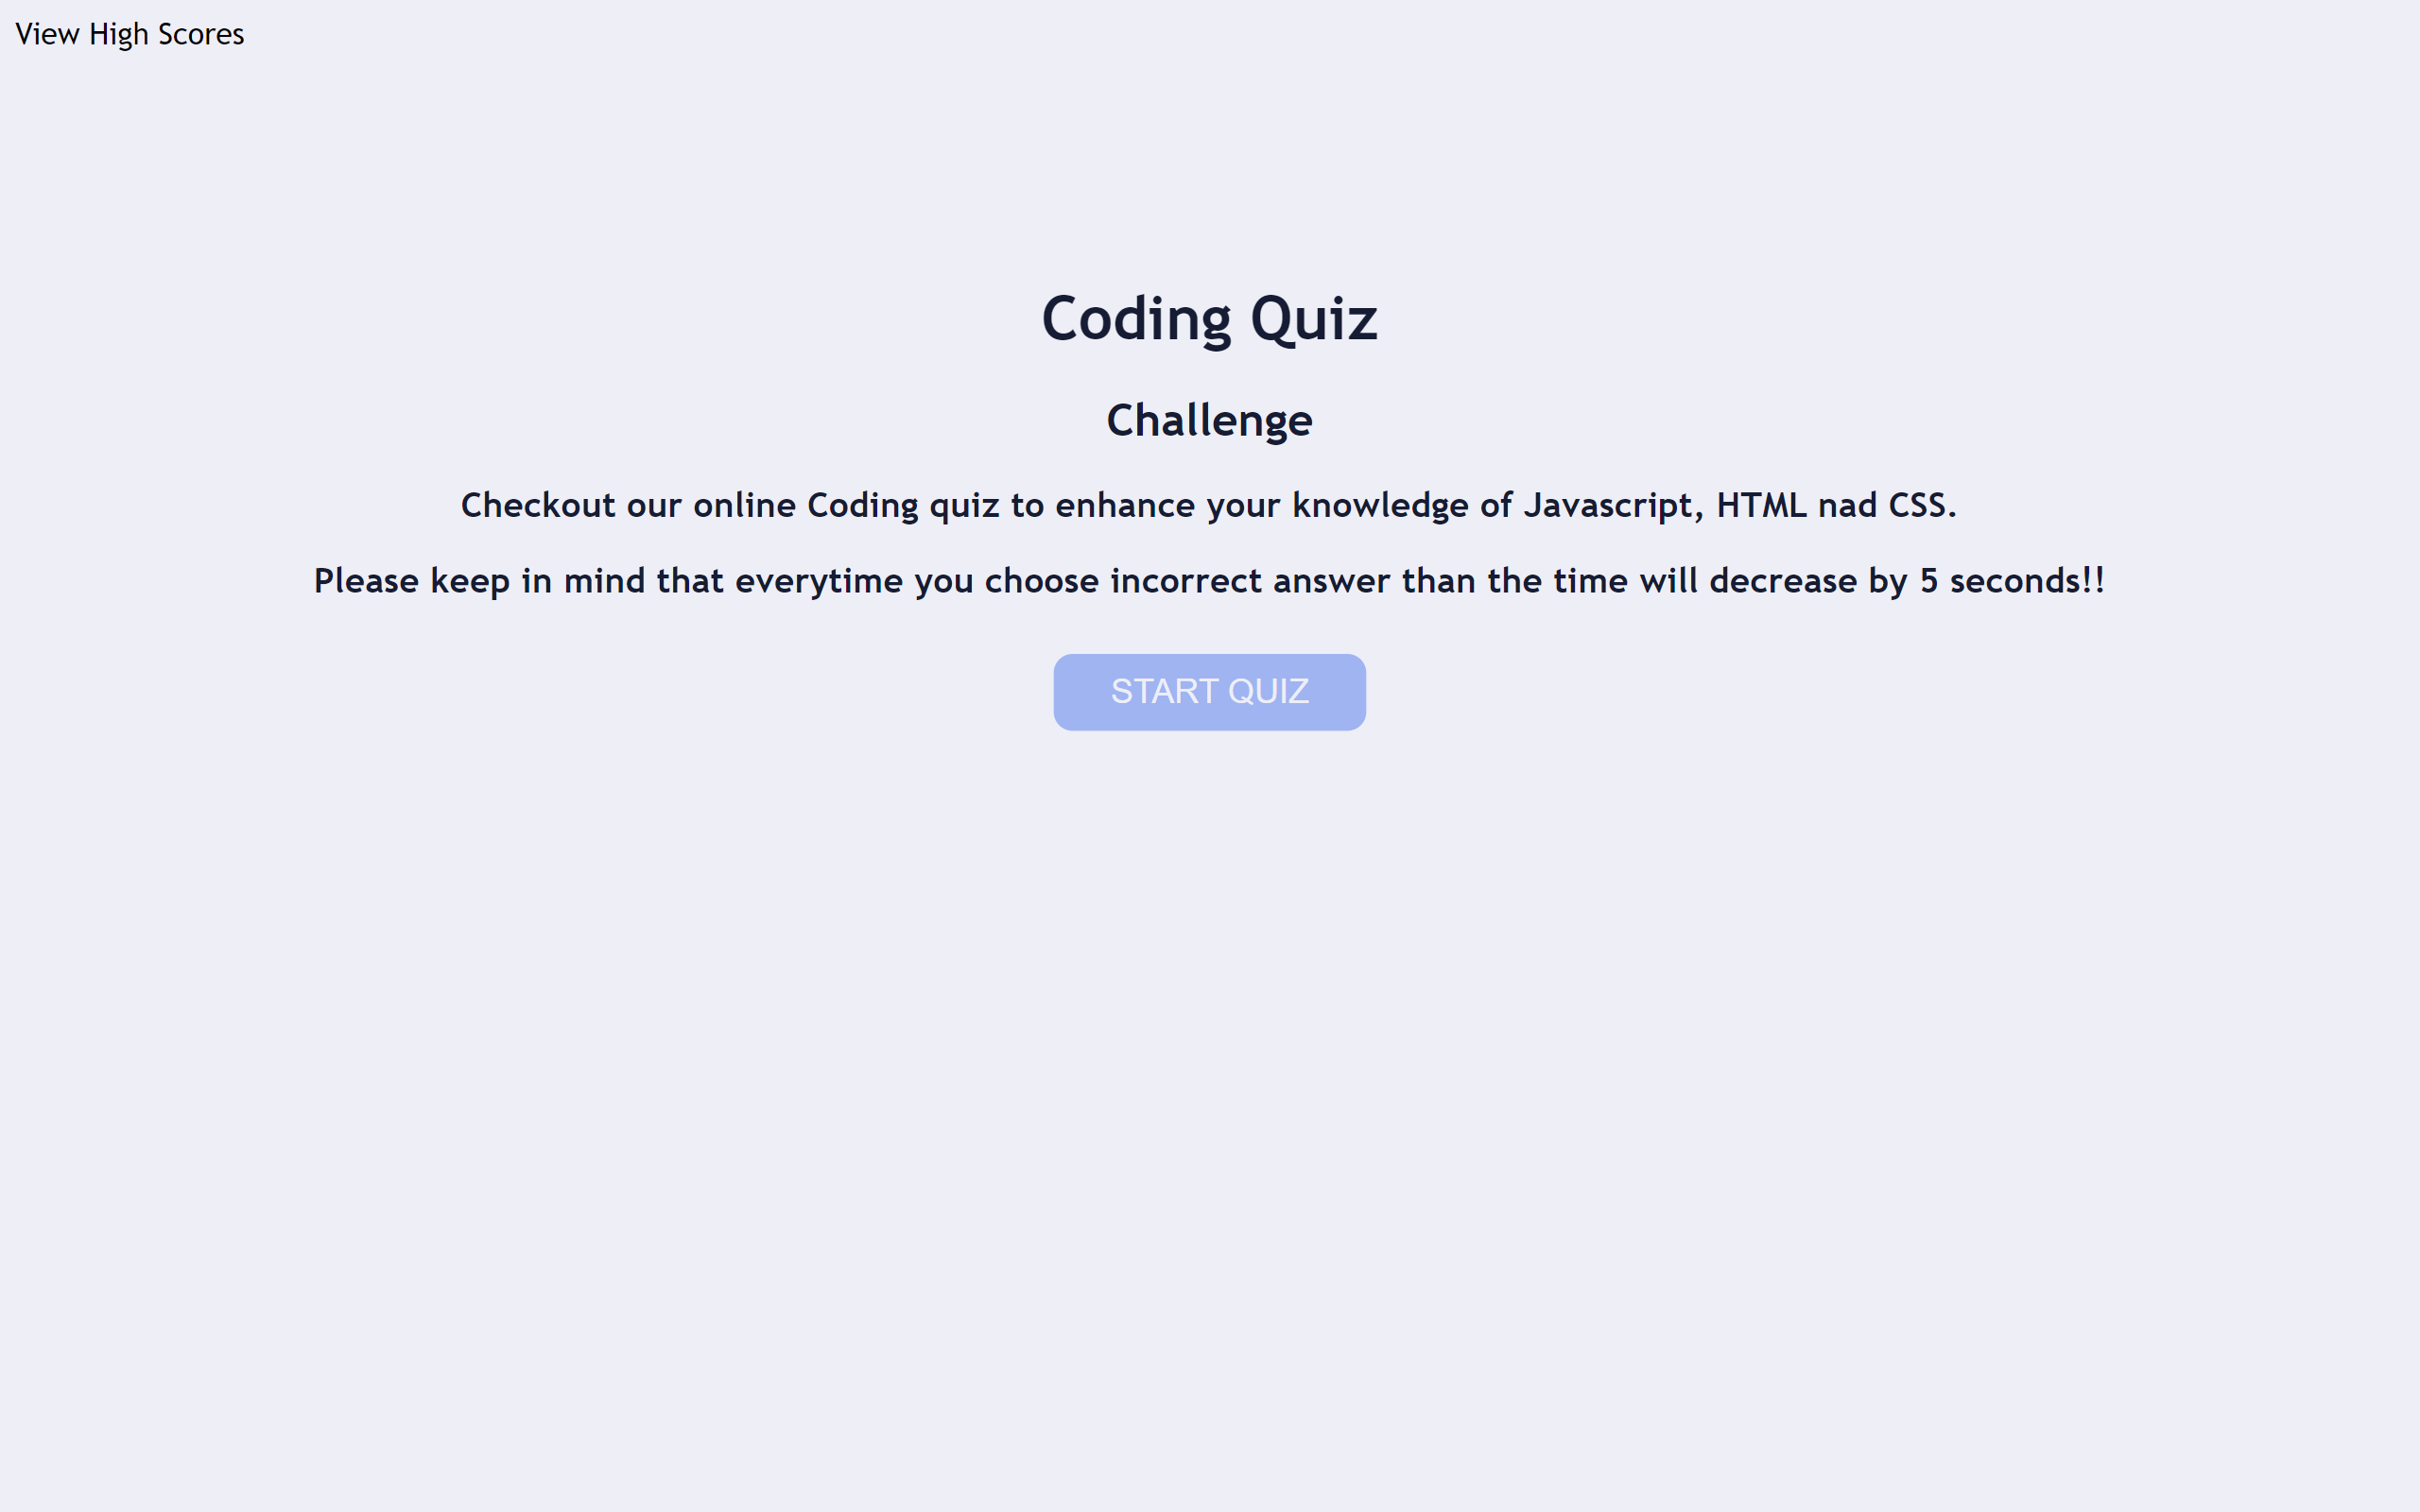 View High Scores
Coding Quiz
Challenge
Checkout our online Coding quiz to enhance your knowledge of Javascript, HTML nad CSS.
Please keep in mind that everytime you choose incorrect answer than the time will decrease by 5 seconds!!
START QUIZ